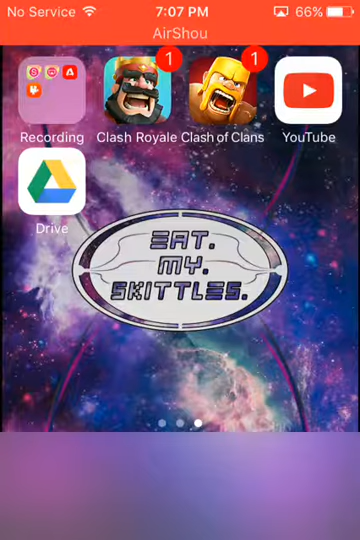 No Service 7:07 PM 66%
AirShou
1 1
Recording Clash Royale Clash of Clans YouTube
Drive
EAT.
MY.
SKITTLES.